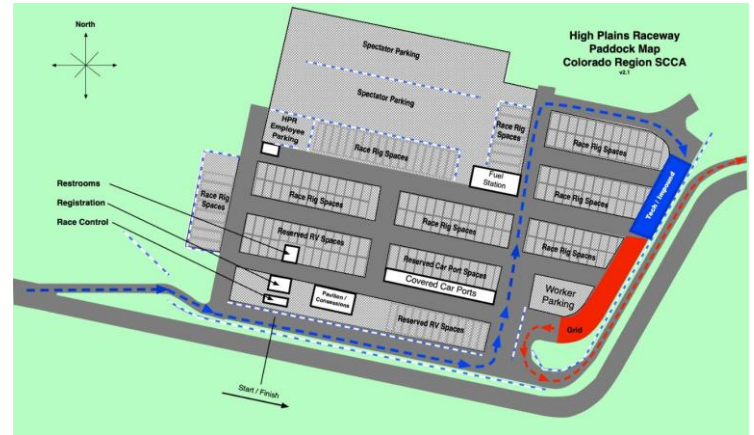 North
High Plains Raceway
Paddock Map
Colorado Region SCCA
v2.1
Spectator Parking
Spectator Parking
HPR
Employee
Parking
Race Rig Spaces
Race Rig Spaces
Fuel
Station
Race Rig Spaces
Race Rig Spaces
Race Rig Spaces
Tech / Impound
Restrooms
Registration
Race Control
Race Rig
Spaces
Race Rig Spaces
Race Rig Spaces
Reserved RV Spaces
Reserved Car Port Spaces
Covered Car Ports
Pavilion /
Concessions
Reserved RV Spaces
Worker
Parking
Grid
Start / Finish